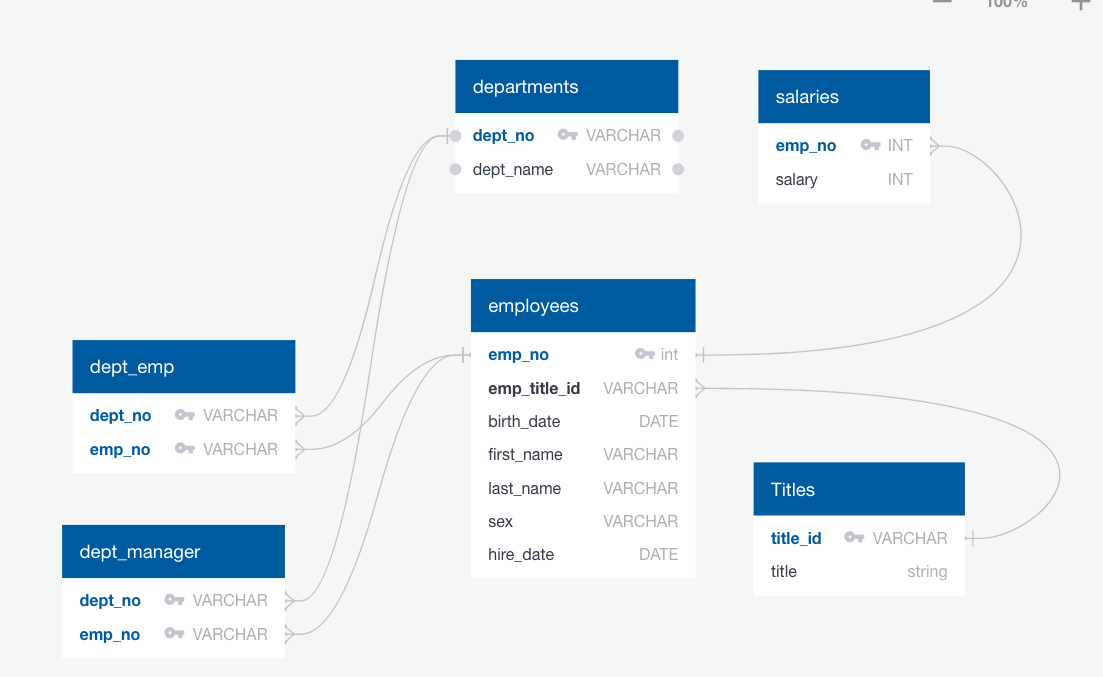 100%
departments
dept_no VARCHAR
dept_name VARCHAR
salaries
emp_no INT
salary INT
employees
emp_no int
emp_title_id VARCHAR
birth_date DATE
first_name VARCHAR
last_name VARCHAR
sex VARCHAR
hire_date DATE
dept_emp
dept_no VARCHAR
emp_no VARCHAR
Titles
title_id VARCHAR
title string
dept_manager
dept_no VARCHAR
emp_no VARCHAR